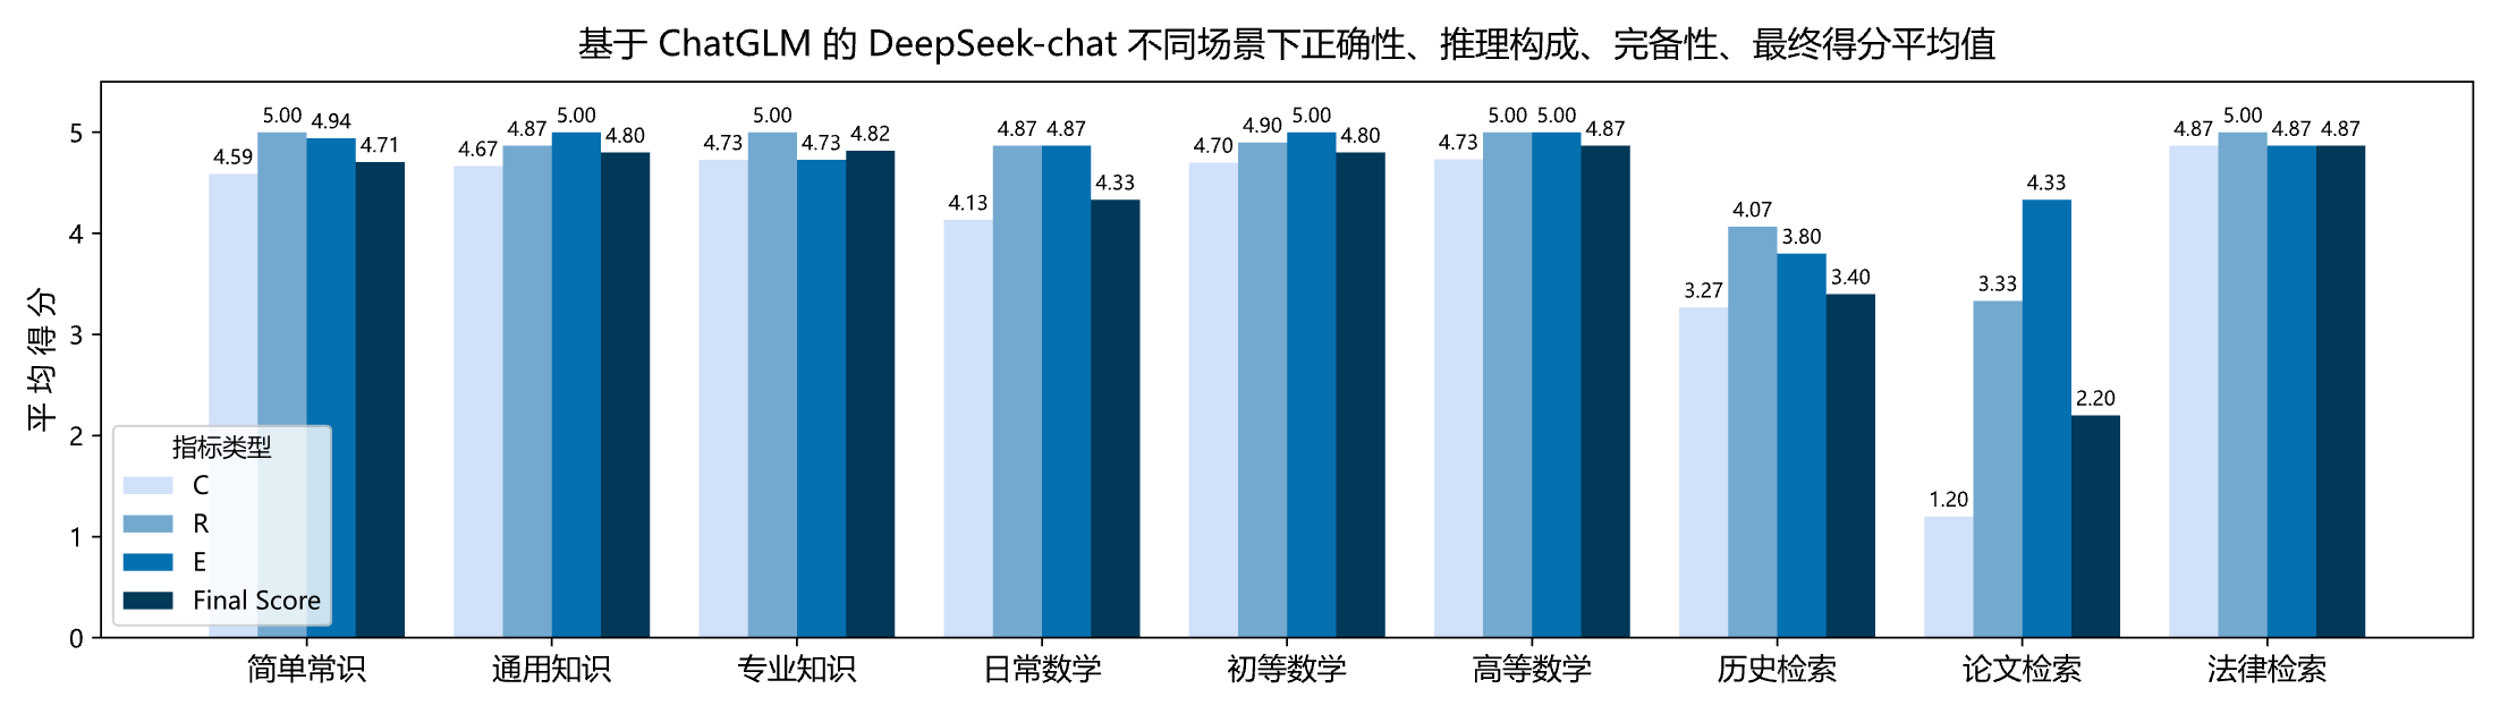 基于 ChatGLM 的 DeepSeek-chat 不同场景下正确性、推理构成、完备性、最终得分平均值
平均得分
5
4
3
2
1
0
4.59 5.00 4.94 4.71
4.67 4.87 5.00 4.80
4.73 5.00 4.73 4.82
4.13 4.87 4.87 4.33
4.70 4.90 5.00 4.80
4.73 5.00 5.00 4.87
3.27 4.07 3.80 3.40
1.20 3.33 4.33 2.20
4.87 5.00 4.87 4.87
指标类型
C
R
E
Final Score
简单常识 通用知识 专业知识 日常数学 初等数学 高等数学 历史检索 论文检索 法律检索